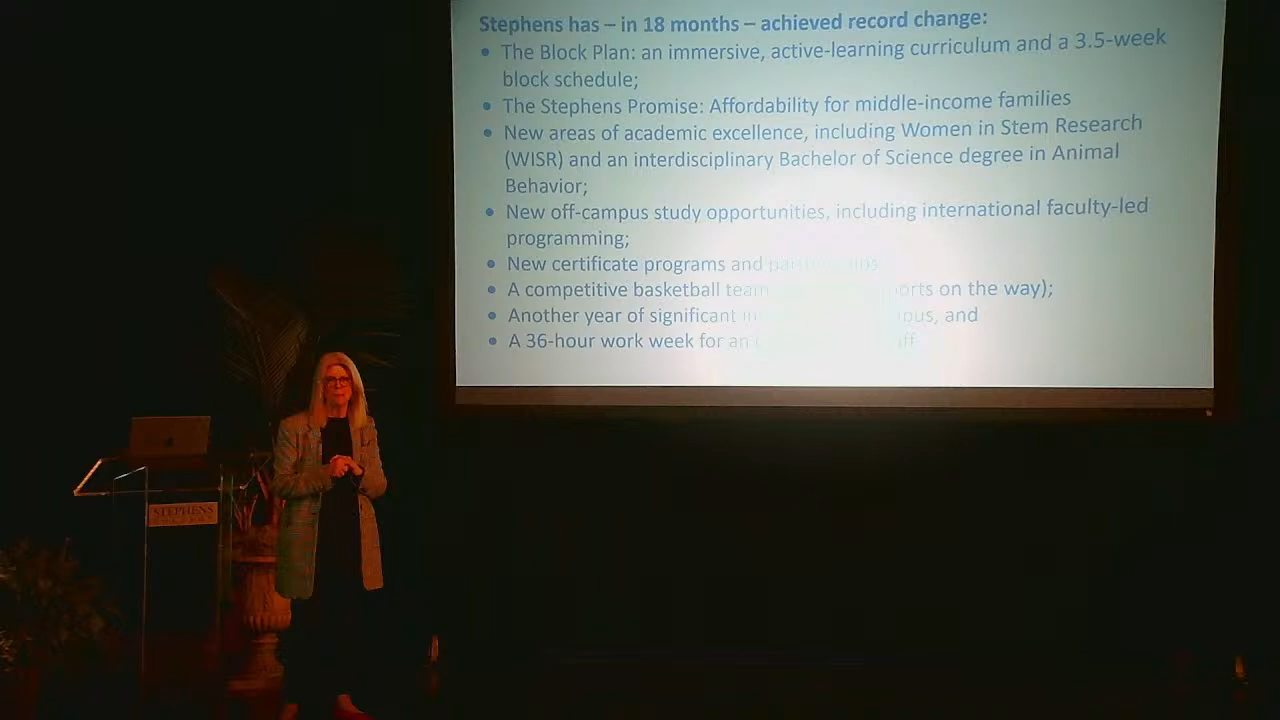 Stephens has – in 18 months – achieved record change:
• The Block Plan: an immersive, active-learning curriculum and a 3.5-week
block schedule;
• The Stephens Promise: Affordability for middle-income families
• New areas of academic excellence, including Women in Stem Research
(WISR) and an interdisciplinary Bachelor of Science degree in Animal
Behavior;
• New off-campus study opportunities, including international faculty-led
programming;
• New certificate programs and
• A competitive basketball team on the way);
• Another year of significant and
• A 36-hour work week for
STEPHENS